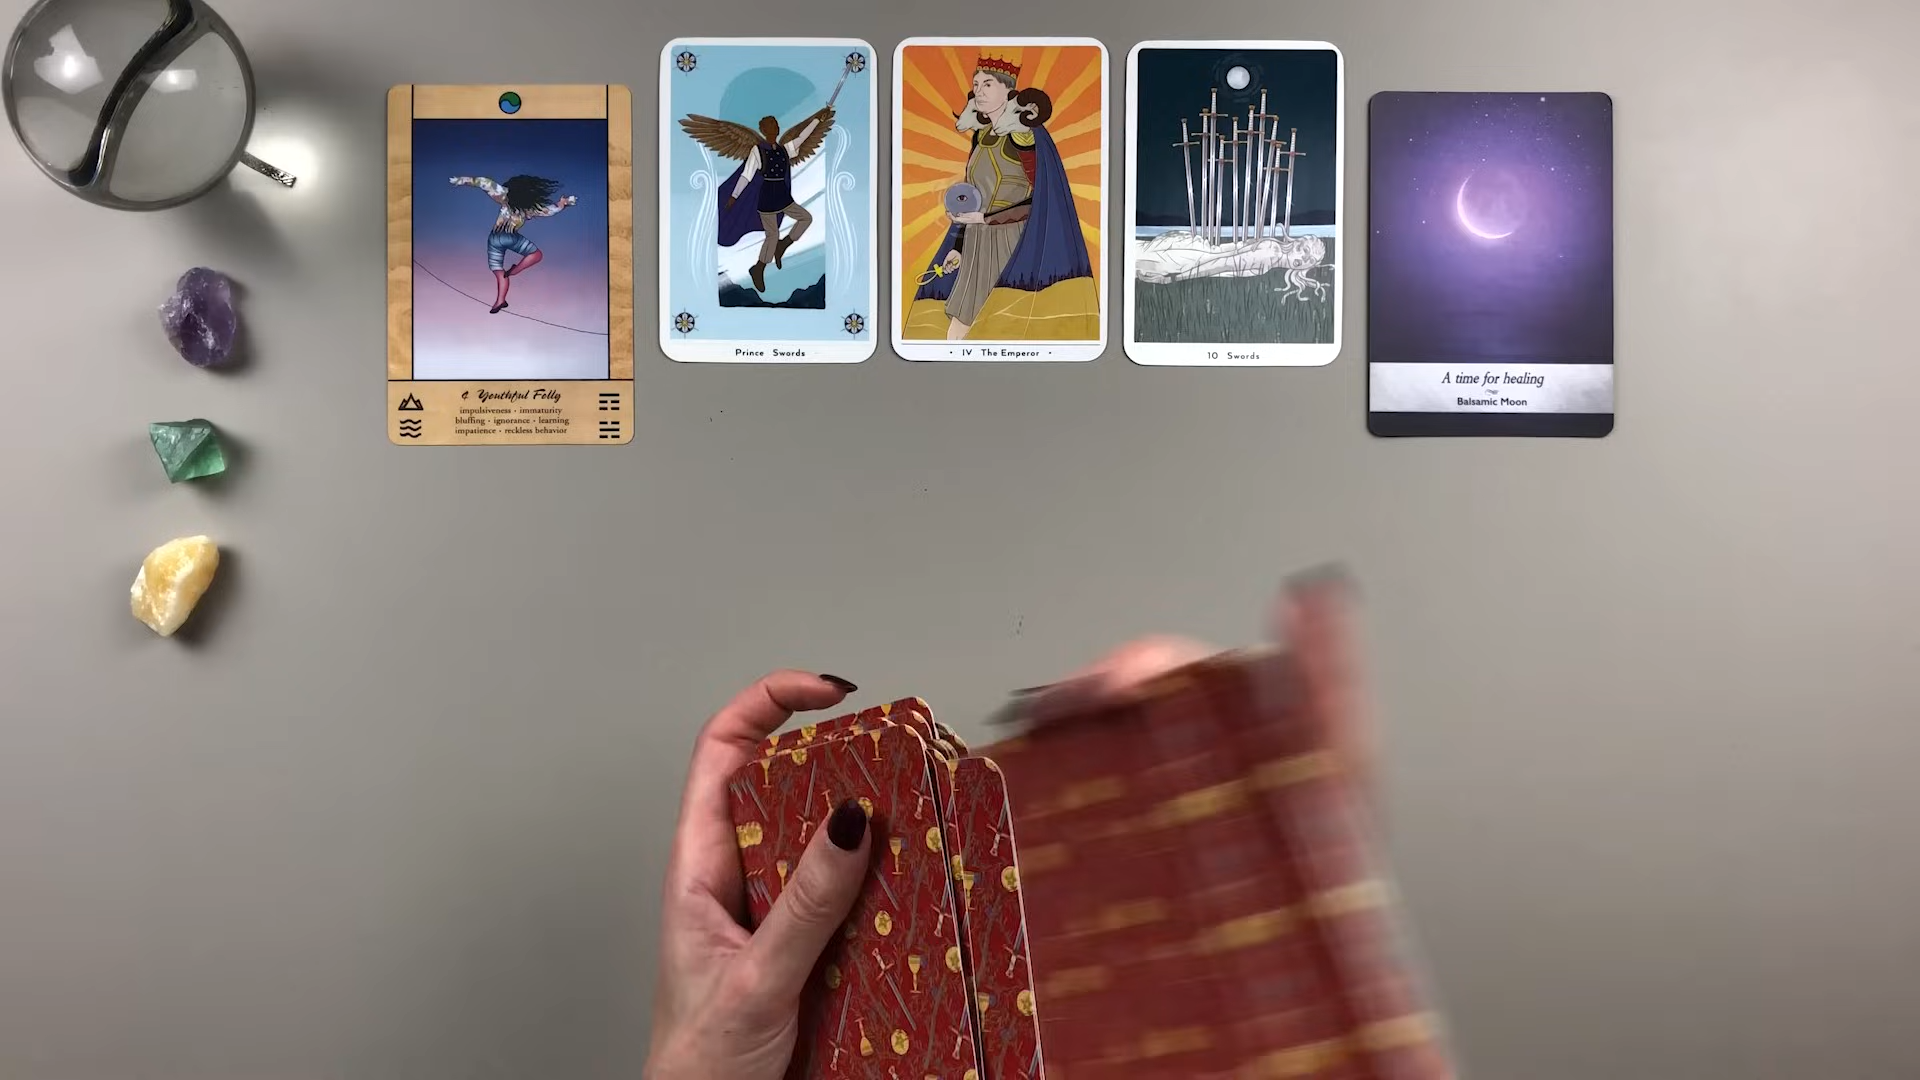 4 Youthful Folly
impulsiveness · immaturity
bluffing · ignorance · learning
impatience · reckless behavior
Prince Swords
· IV The Emperor ·
10 Swords
A time for healing
Balsamic Moon